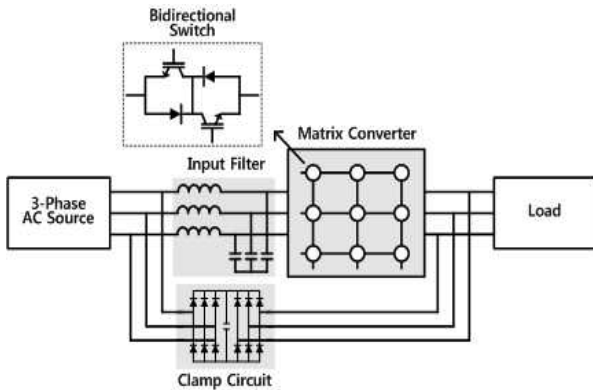 Bidirectional
Switch
Matrix Converter
Input Filter
3-Phase
AC Source
Load
Clamp Circuit